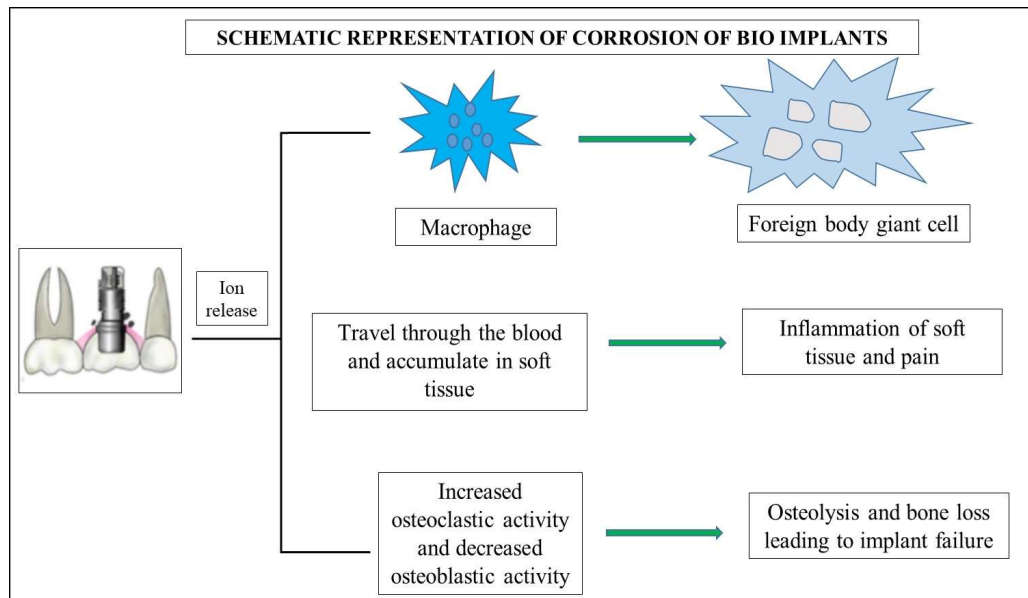 SCHEMATIC REPRESENTATION OF CORROSION OF BIO IMPLANTS
Macrophage
Foreign body giant cell
Ion
release
Travel through the blood
and accumulate in soft
tissue
Inflammation of soft
tissue and pain
Increased
osteoclastic activity
and decreased
osteoblastic activity
Osteolysis and bone loss
leading to implant failure